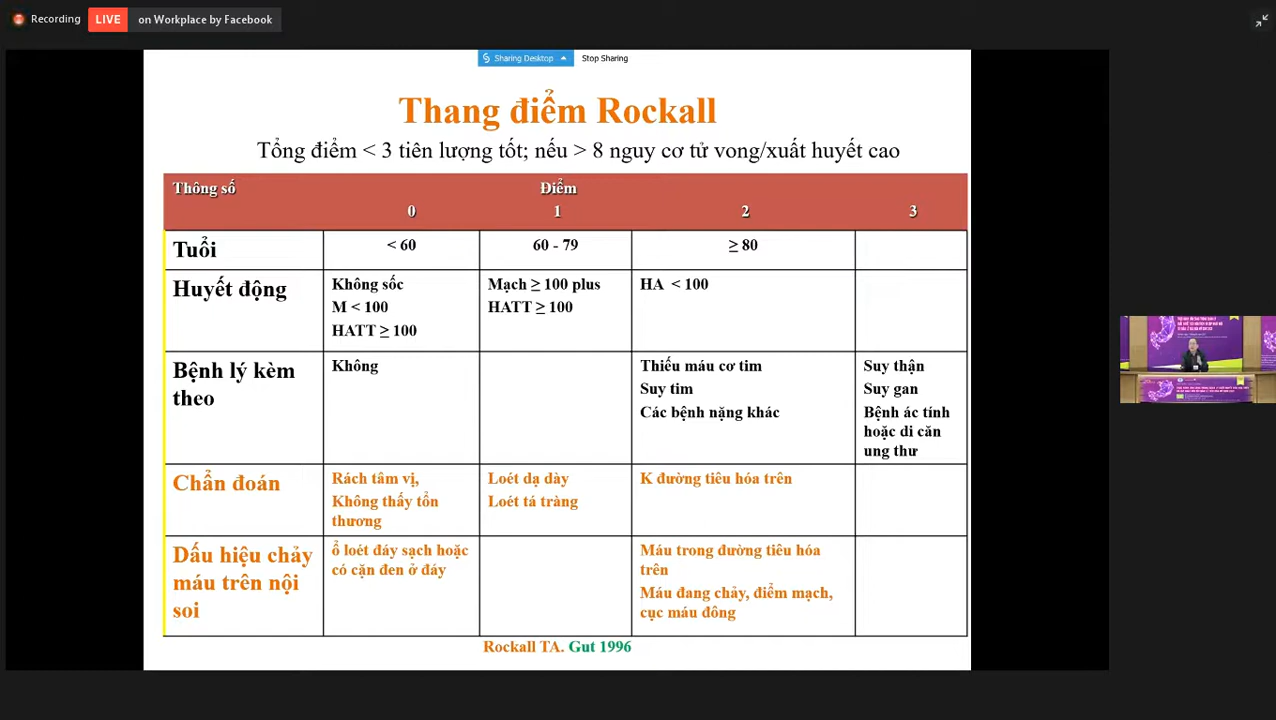 Recording
LIVE
on Workplace by Facebook
Sharing Desktop
Stop Sharing
Thang điểm Rockall
Tổng điểm < 3 tiên lượng tốt; nếu > 8 nguy cơ tử vong/xuất huyết cao
Thông số
Điểm
0
1
2
3
Tuổi
< 60
60 - 79
≥ 80
Huyết động
Không sốc
M < 100
HATT ≥ 100
Mạch ≥ 100 plus
HATT ≥ 100
HA < 100
Bệnh lý kèm
theo
Không
Thiếu máu cơ tim
Suy tim
Các bệnh nặng khác
Suy thận
Suy gan
Bệnh ác tính
hoặc di căn
ung thư
Chẩn đoán
Rách tâm vị,
Không thấy tổn
thương
Loét dạ dày
Loét tá tràng
K đường tiêu hóa trên
Dấu hiệu chảy
máu trên nội
soi
ổ loét đáy sạch hoặc
có cặn đen ở đáy
Máu trong đường tiêu hóa
trên
Máu đang chảy, điểm mạch,
cục máu đông
Rockall TA. Gut 1996